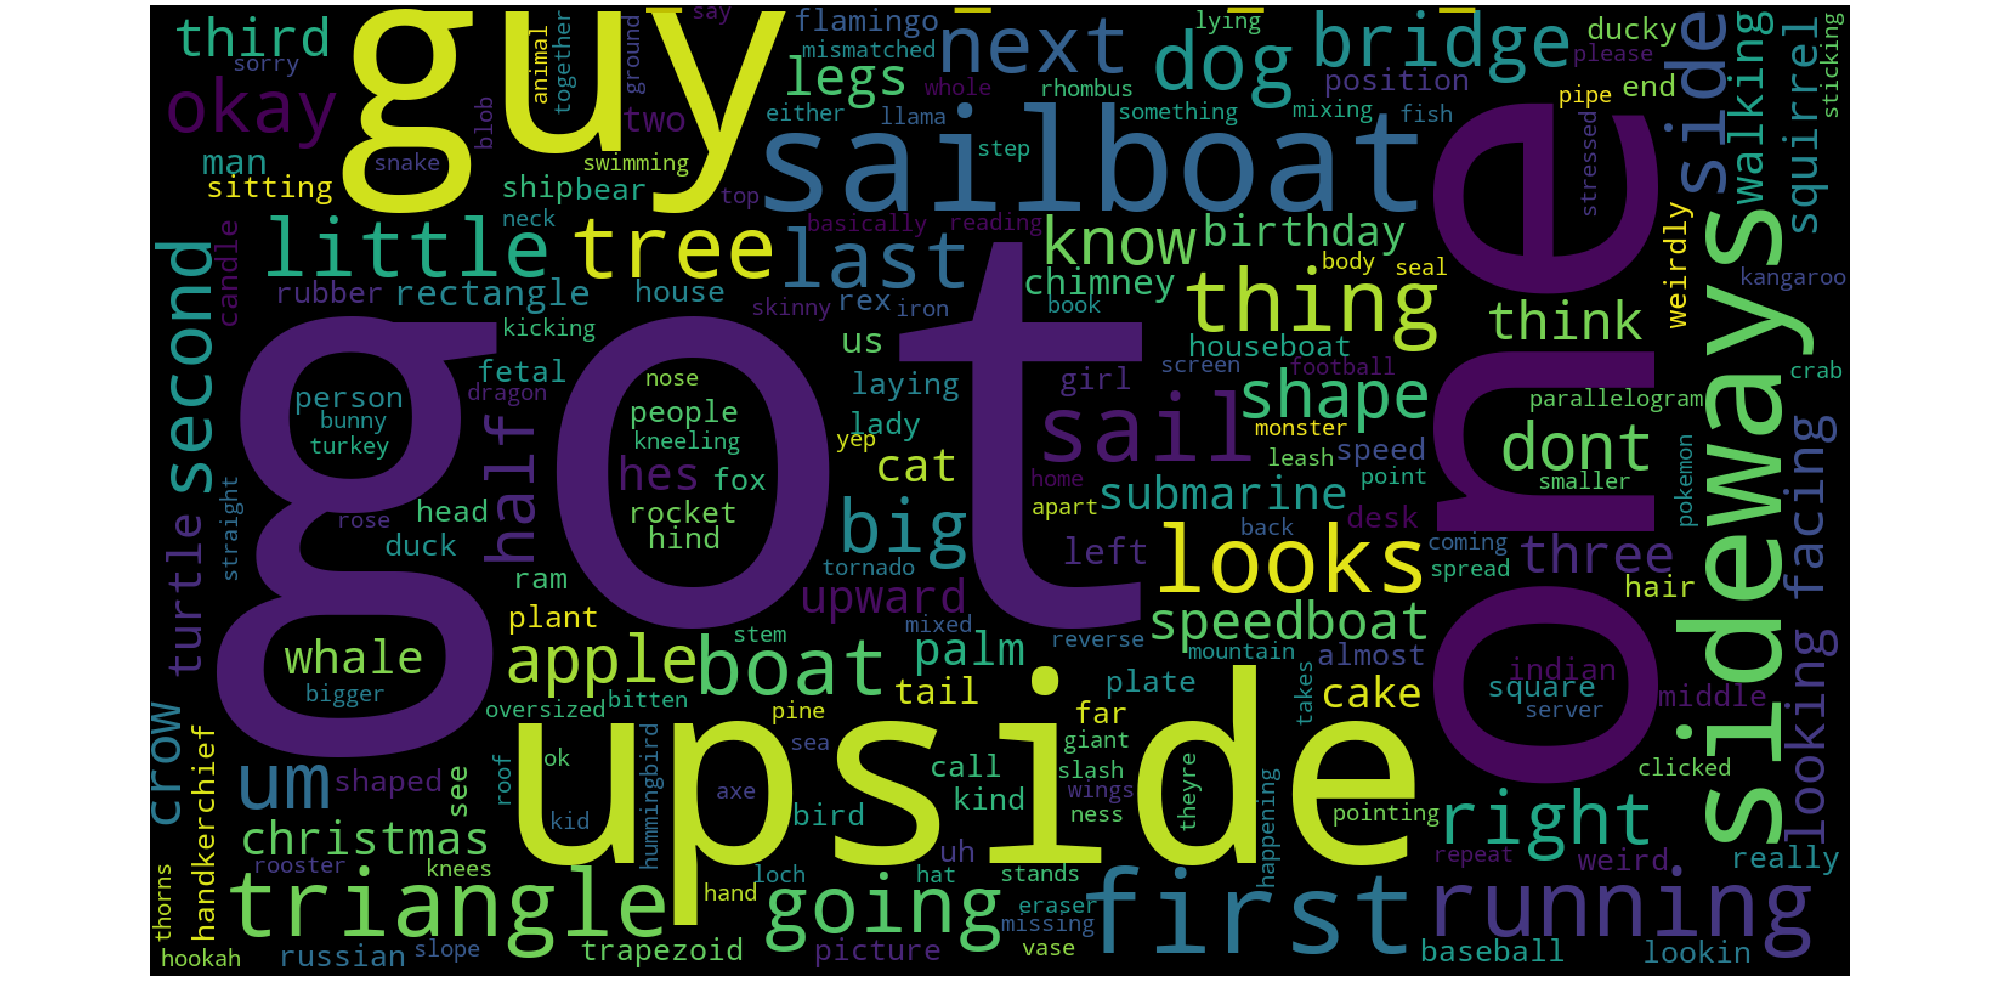 third
guy
flamingo
next
dog
bridge
ducky
say
lying
sorry
animal
together
ground
mismatched
legs
whole
rhombus
position
please
end
pipe
side
walking
squirrel
sticking
okay
blob
two
either
llama
sailboat
something
mixing
fish
one
stressed
man
snake
swimming
step
sitting
ship
bear
top
neck
basically
reading
second
candle
little
tree
last
know
birthday
weirdly
sideways
kangaroo
rubber
rectangle
house
skinny
rex
iron
chimney
book
body
seal
thing
think
got
kicking
us
houseboat
fetal
dragon
nose
laying
girl
screen
football
crab
person
bunny
turkey
half
people
kneeling
lady
yep
sail
shape
monster
parallelogram
dont
hes
fox
cat
leash
speed
smaller
home
point
facing
pokemon
straight
turtle
rose
head
rocket
big
apart
submarine
desk
duck
hind
left
back
looks
coming
three
ram
tornado
spread
hair
plant
upward
mixed
speedboat
whale
apple
stem
boat
palm
reverse
mountain
almost
indian
looking
bigger
bitten
tail
plate
takes
cake
square
middle
server
oversized
pine
far
crow
handkerchief
hummingbird
upside
sea
giant
um
shaped
see
roof
ok
call
slash
clicked
axe
kind
wings
happening
theyre
pointing
right
christmas
kid
bird
ness
rooster
knees
uh
repeat
weird
really
thorns
triangle
loch
hat
stands
hand
going
eraser
first
running
missing
hookah
russian
slope
trapezoid
picture
vase
baseball
lookin